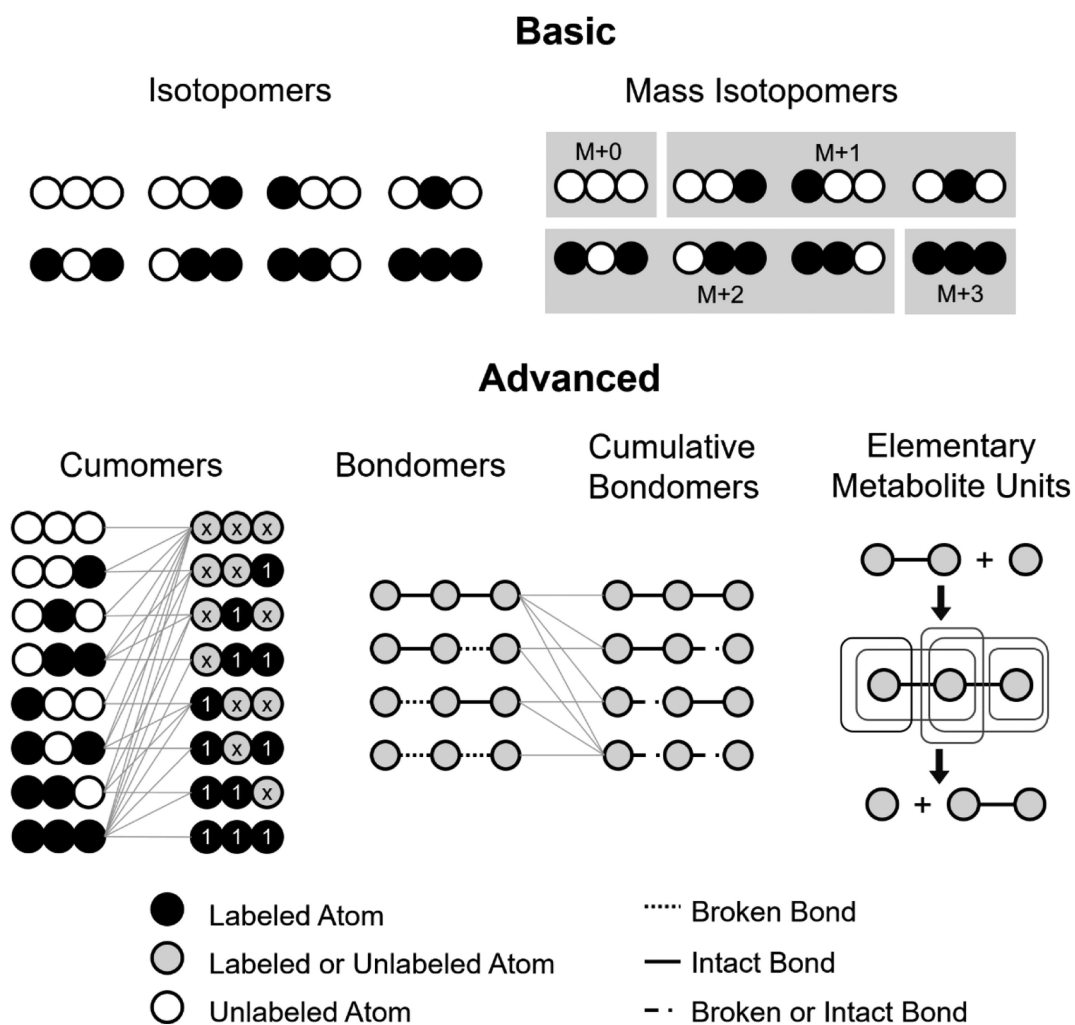 Basic
Isotopomers
Mass Isotopomers
M+0
M+1
M+2
M+3
Advanced
Cumomers
Bondomers
Cumulative
Bondomers
Elementary
Metabolite Units
x x x
x x 1
x 1 x
x 1 1
1 x x
1 x 1
1 1 x
1 1 1
+
+
Labeled Atom
Labeled or Unlabeled Atom
Unlabeled Atom
Broken Bond
Intact Bond
Broken or Intact Bond